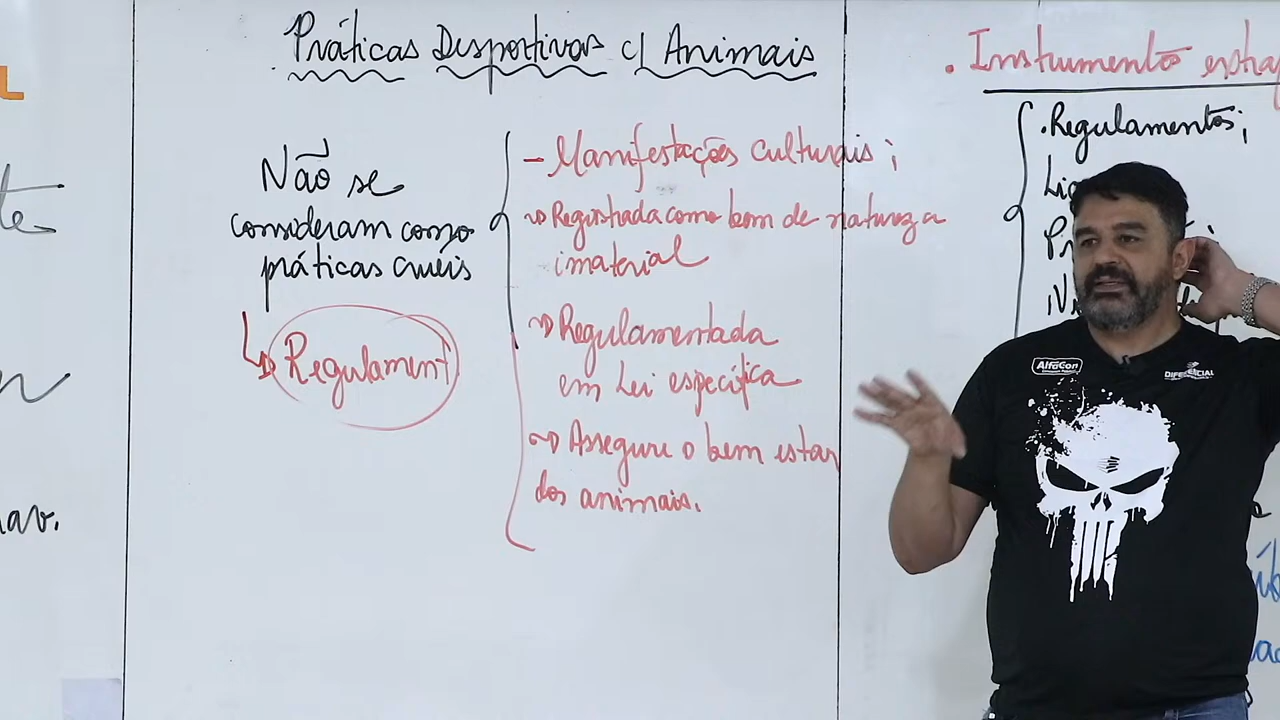 Práticas Desportivas c/ Animais
Não se
consideram como
práticas cruéis
Regulament
- Manifestações culturais;
Registrada como bem de natureza
imaterial
Regulamentada
em Lei específica
Assegure o bem estar
dos animais.
. Instrumentos
.Regulamentos;
AlfaCon
DIFERENCIAL